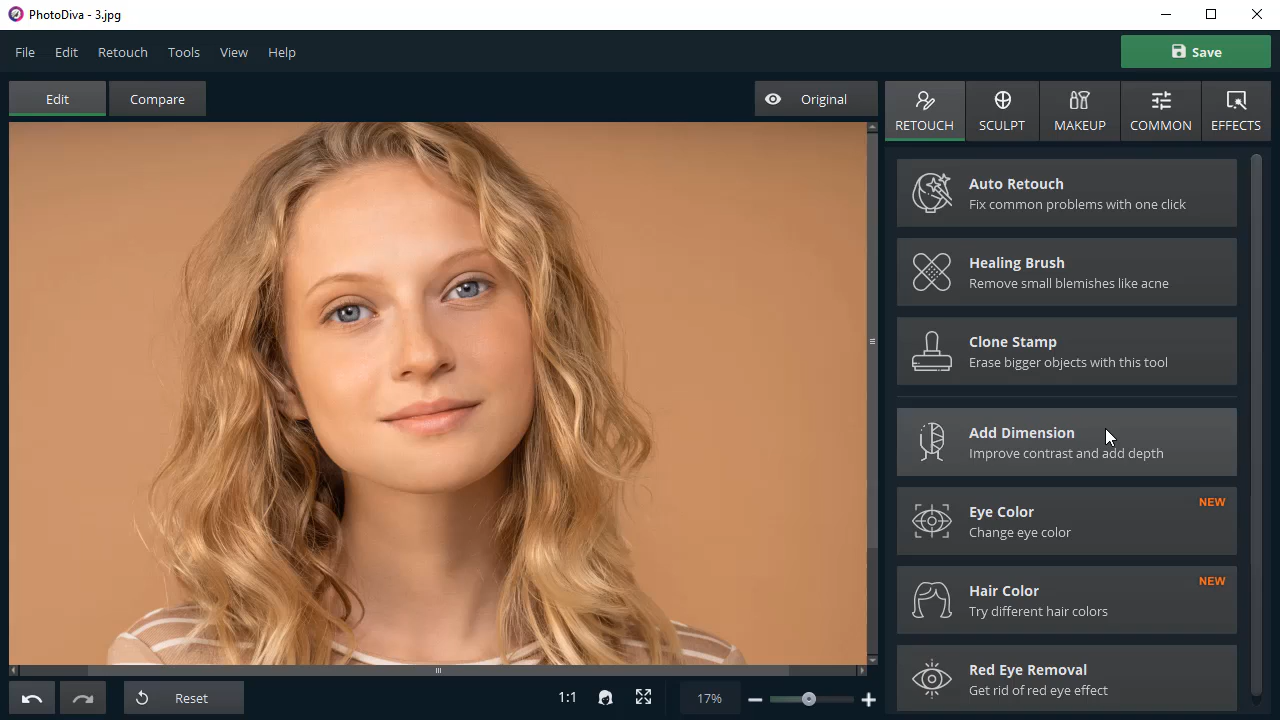 PhotoDiva - 3.jpg
File Edit Retouch Tools View Help
Save
Edit Compare Original
RETOUCH SCULPT MAKEUP COMMON EFFECTS
Auto Retouch
Fix common problems with one click
Healing Brush
Remove small blemishes like acne
Clone Stamp
Erase bigger objects with this tool
Add Dimension
Improve contrast and add depth
NEW
Eye Color
Change eye color
NEW
Hair Color
Try different hair colors
Red Eye Removal
Get rid of red eye effect
Reset 1:1 17%